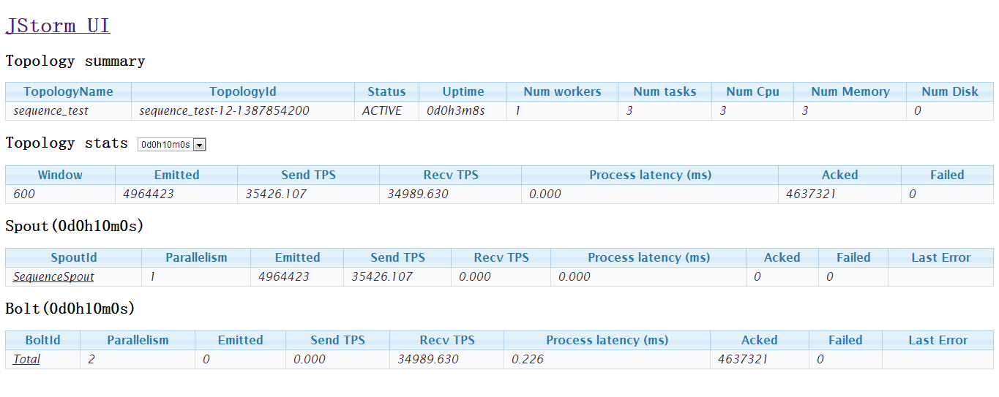 JStorm UI
Topology summary
TopologyName TopologyId Status Uptime Num workers Num tasks Num Cpu Num Memory Num Disk
sequence_test sequence_test-12-1387854200 ACTIVE 0d0h3m8s 1 3 3 3 0
Topology stats 0d0h10m0s
Window Emitted Send TPS Recv TPS Process latency (ms) Acked Failed
600 4964423 35426.107 34989.630 0.000 4637321 0
Spout(0d0h10m0s)
SpoutId Parallelism Emitted Send TPS Recv TPS Process latency (ms) Acked Failed Last Error
SequenceSpout 1 4964423 35426.107 0.000 0.000 0 0
Bolt(0d0h10m0s)
BoltId Parallelism Emitted Send TPS Recv TPS Process latency (ms) Acked Failed Last Error
Total 2 0 0.000 34989.630 0.226 4637321 0